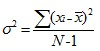 σ² = ∑(xᵢ-x̄)² / N-1